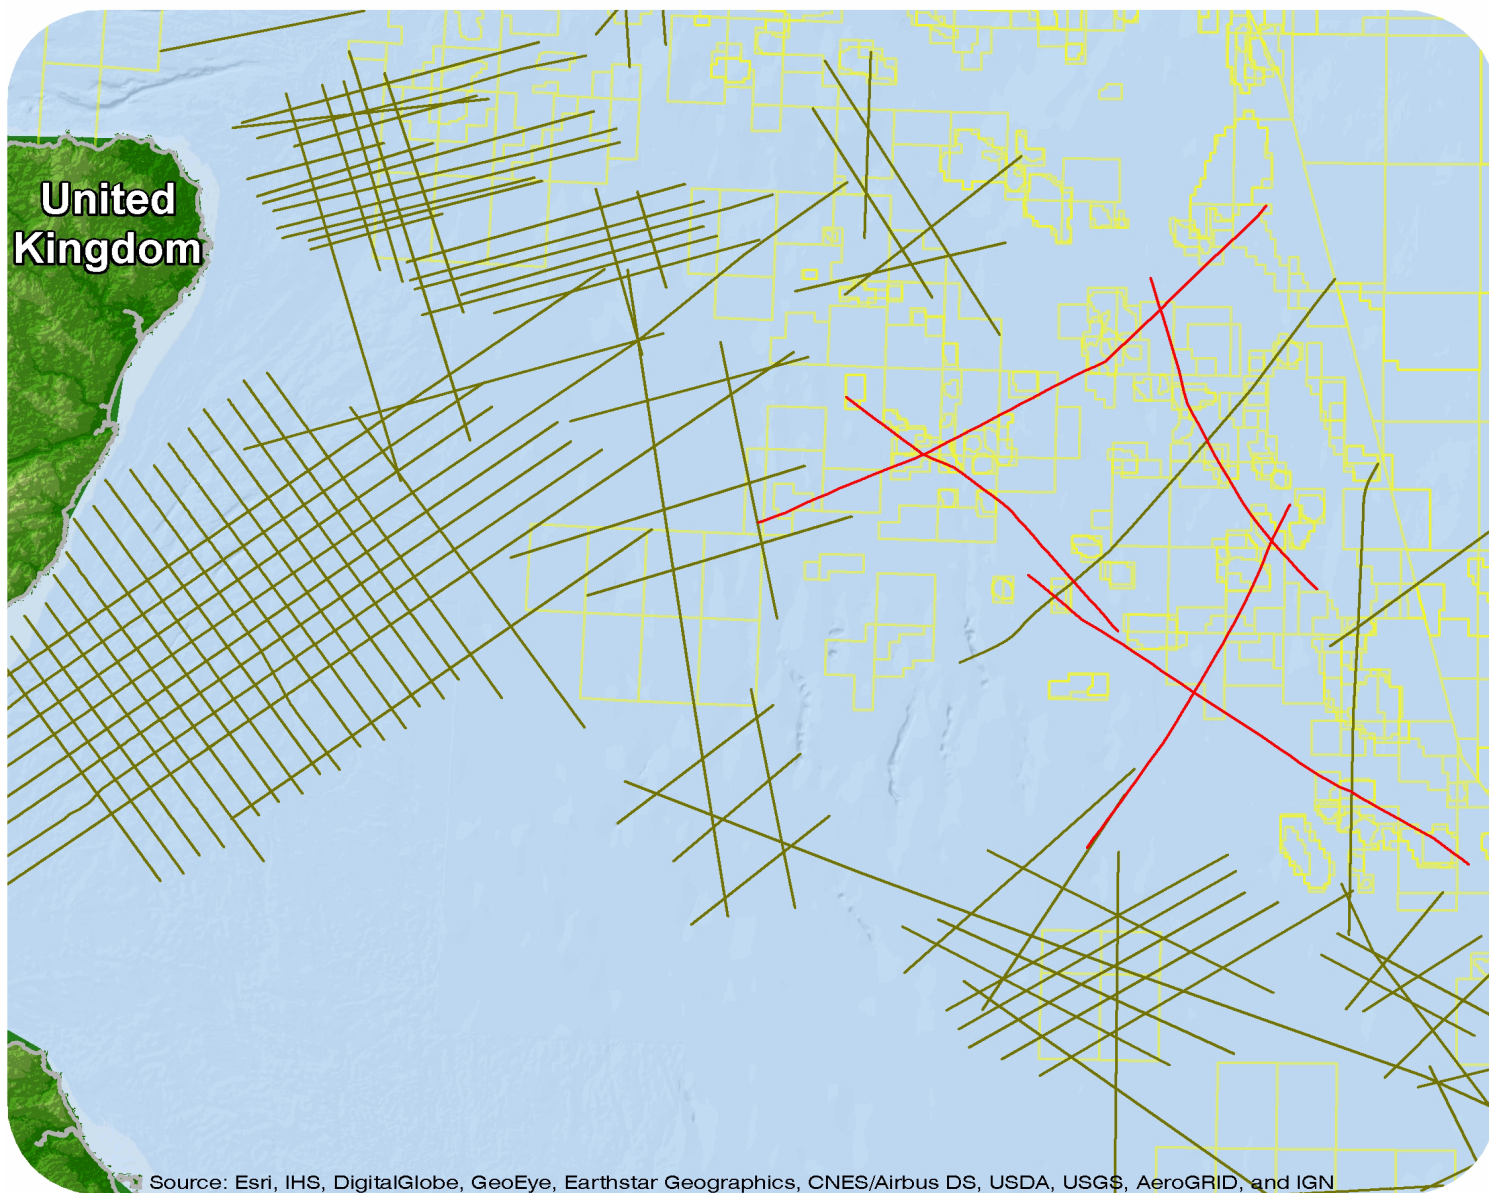 United
Kingdom
Source: Esri, IHS, DigitalGlobe, GeoEye, Earthstar Geographics, CNES/Airbus DS, USDA, USGS, AeroGRID, and IGN